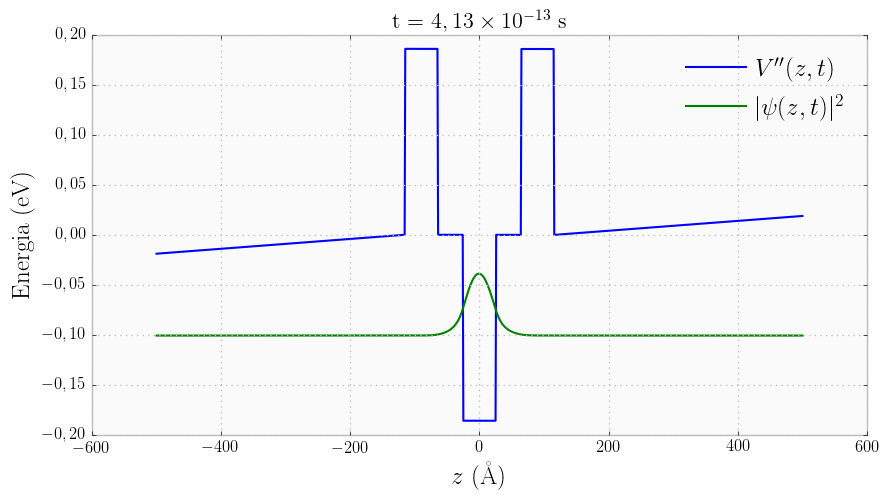 t = 4,13 × 10⁻¹³ s
V''(z, t)
|ψ(z, t)|²
Energia (eV)
0,20
0,15
0,10
0,05
0,00
−0,05
−0,10
−0,15
−0,20
−600 −400 −200 0 200 400 600
z (Å)